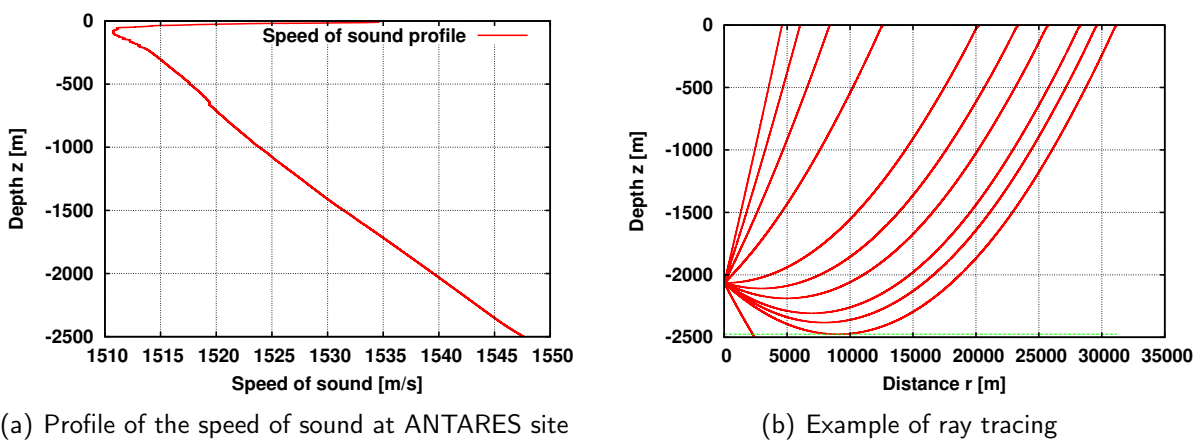 0
-500
-1000
-1500
-2000
-2500
Depth z [m]
Speed of sound profile
1510 1515 1520 1525 1530 1535 1540 1545 1550
Speed of sound [m/s]
(a) Profile of the speed of sound at ANTARES site
0
-500
-1000
-1500
-2000
-2500
Depth z [m]
0 5000 10000 15000 20000 25000 30000 35000
Distance r [m]
(b) Example of ray tracing